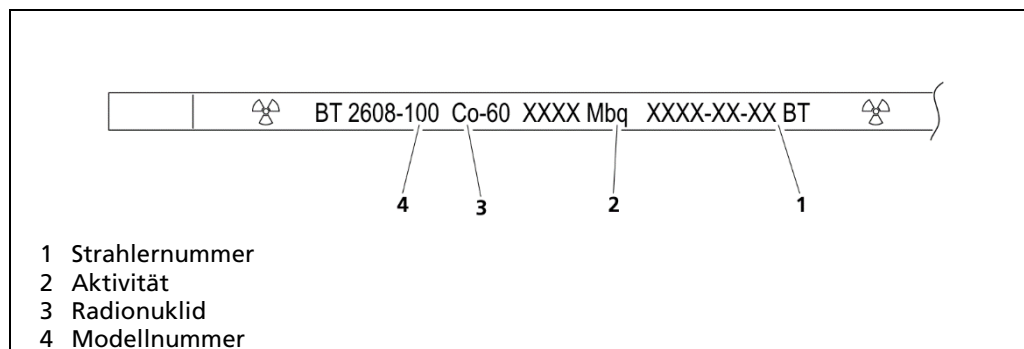 BT 2608-100 Co-60 XXXX Mbq XXXX-XX-XX BT
4 3 2 1
1 Strahlernummer
2 Aktivität
3 Radionuklid
4 Modellnummer